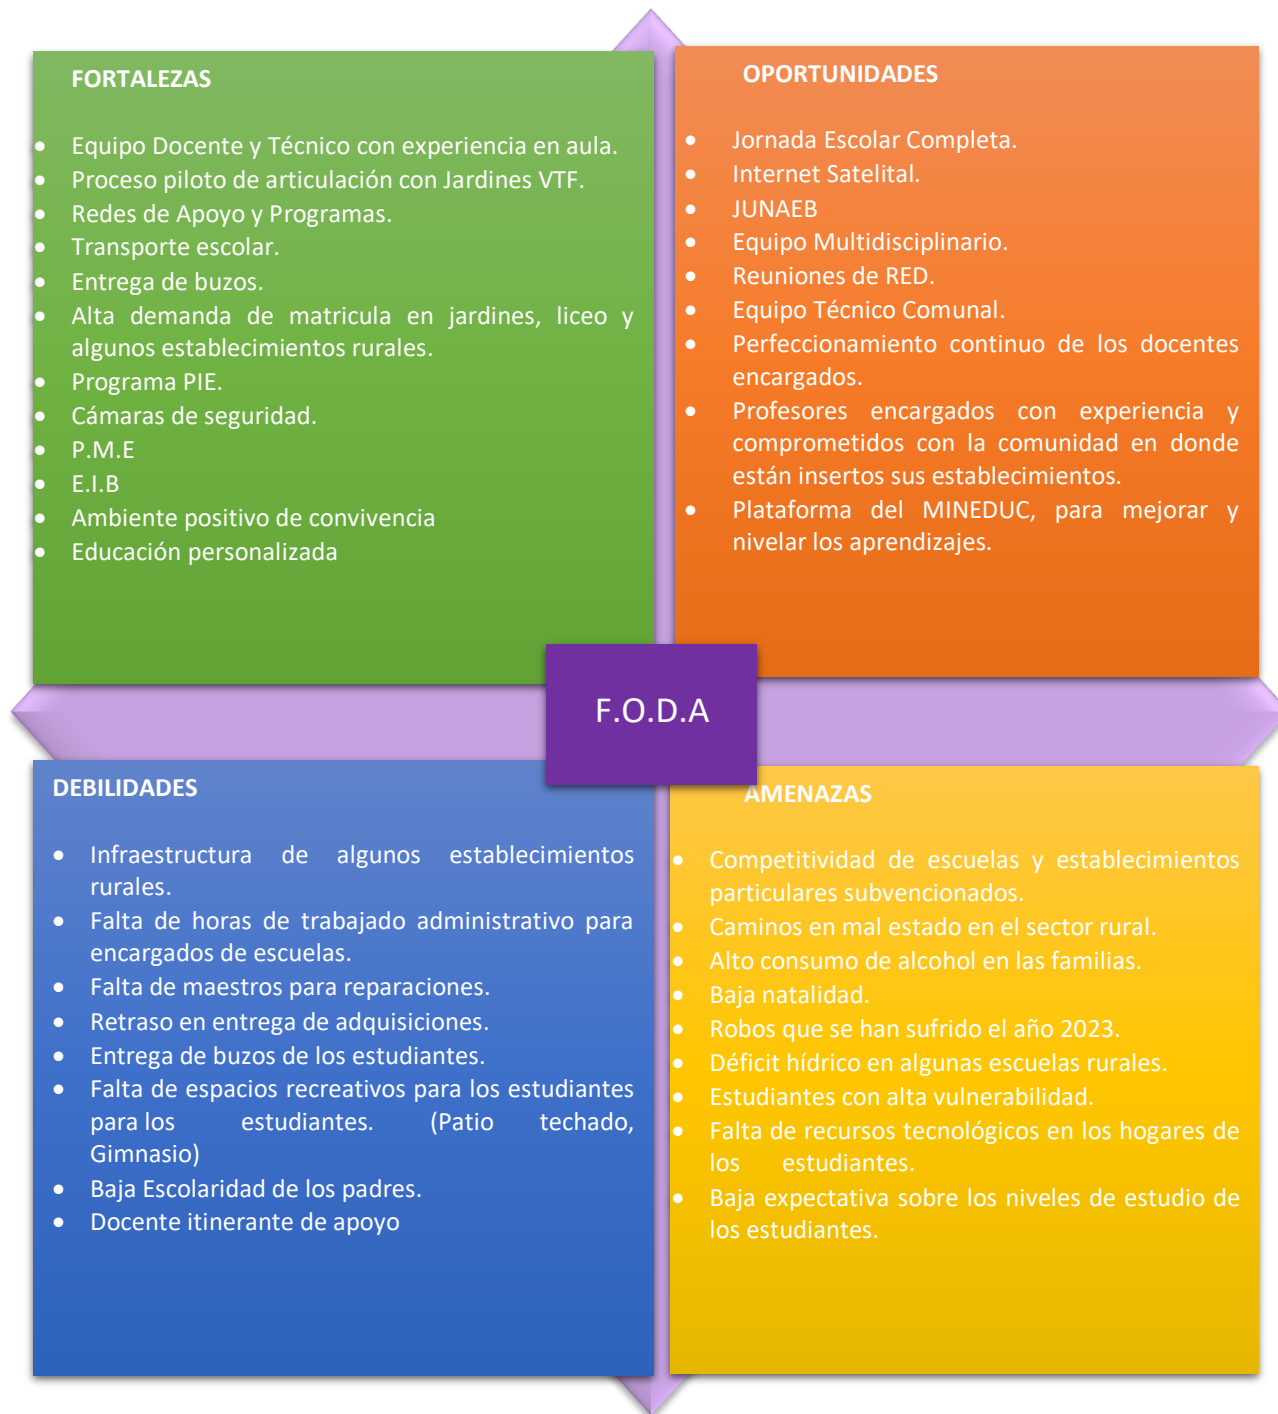 FORTALEZAS
• Equipo Docente y Técnico con experiencia en aula.
• Proceso piloto de articulación con Jardines VTF.
• Redes de Apoyo y Programas.
• Transporte escolar.
• Entrega de buzos.
• Alta demanda de matricula en jardines, liceo y
algunos establecimientos rurales.
• Programa PIE.
• Cámaras de seguridad.
• P.M.E
• E.I.B
• Ambiente positivo de convivencia
• Educación personalizada
OPORTUNIDADES
• Jornada Escolar Completa.
• Internet Satelital.
• JUNAEB
• Equipo Multidisciplinario.
• Reuniones de RED.
• Equipo Técnico Comunal.
• Perfeccionamiento continuo de los docentes
encargados.
• Profesores encargados con experiencia y
comprometidos con la comunidad en donde
están insertos sus establecimientos.
• Plataforma del MINEDUC, para mejorar y
nivelar los aprendizajes.
F.O.D.A
DEBILIDADES
• Infraestructura de algunos establecimientos
rurales.
• Falta de horas de trabajado administrativo para
encargados de escuelas.
• Falta de maestros para reparaciones.
• Retraso en entrega de adquisiciones.
• Entrega de buzos de los estudiantes.
• Falta de espacios recreativos para los estudiantes
para los estudiantes. (Patio techado,
Gimnasio)
• Baja Escolaridad de los padres.
• Docente itinerante de apoyo
AMENAZAS
• Competitividad de escuelas y establecimientos
particulares subvencionados.
• Caminos en mal estado en el sector rural.
• Alto consumo de alcohol en las familias.
• Baja natalidad.
• Robos que se han sufrido el año 2023.
• Déficit hídrico en algunas escuelas rurales.
• Estudiantes con alta vulnerabilidad.
• Falta de recursos tecnológicos en los hogares de
los estudiantes.
• Baja expectativa sobre los niveles de estudio de
los estudiantes.